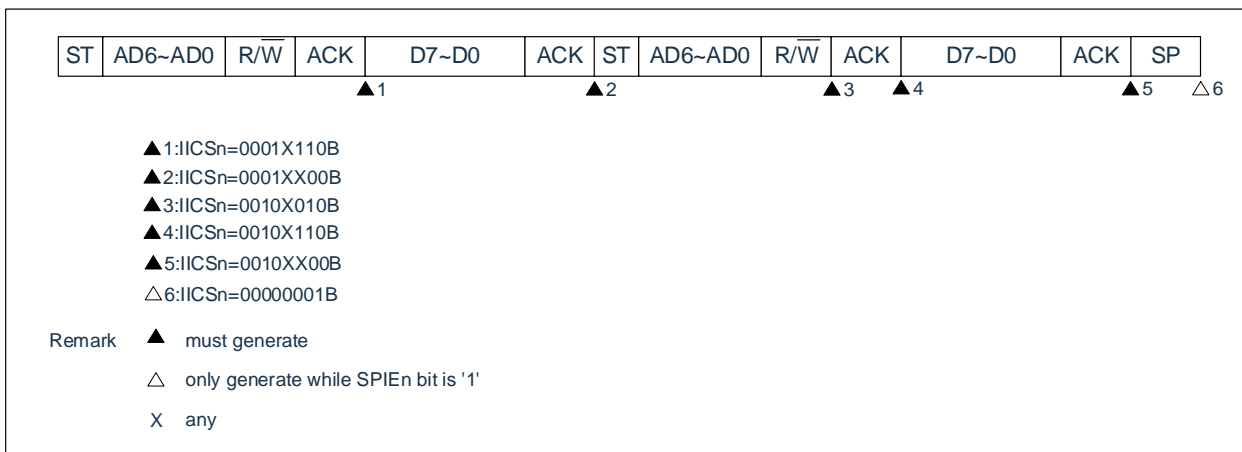 ST AD6~AD0 R/W̅ ACK D7~D0 ACK ST AD6~AD0 R/W̅ ACK D7~D0 ACK SP
▲1 ▲2 ▲3 ▲4 ▲5 △6
▲1:IICSn=0001X110B
▲2:IICSn=0001XX00B
▲3:IICSn=0010X010B
▲4:IICSn=0010X110B
▲5:IICSn=0010XX00B
△6:IICSn=00000001B
Remark ▲ must generate
△ only generate while SPIEn bit is '1'
X any